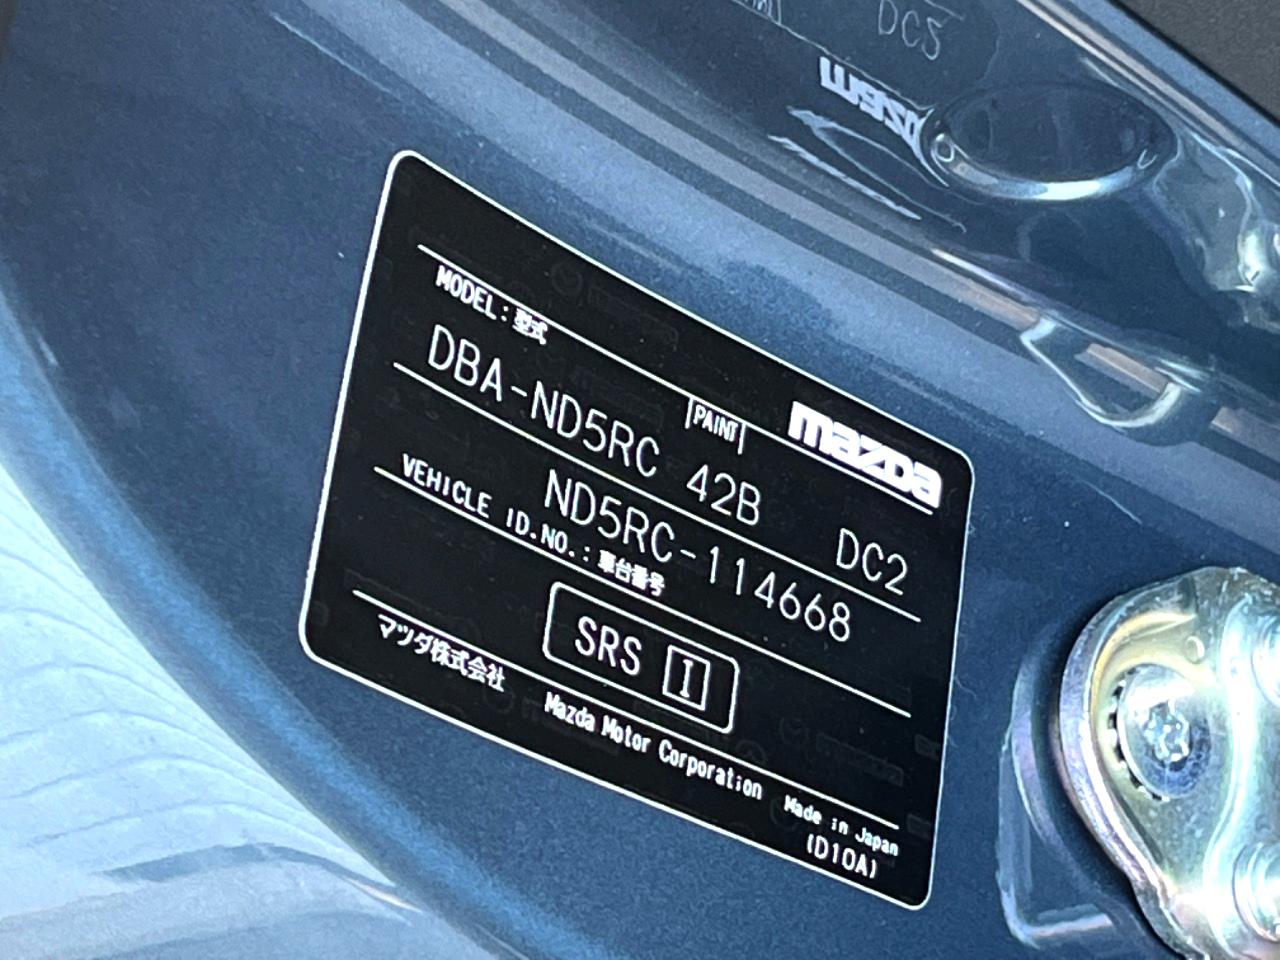 MODEL:型式
PAINT
mazda
DBA-ND5RC 42B DC2
ND5RC-114668
VEHICLE ID.NO.:車台番号
SRS I
マツダ株式会社 Mazda Motor Corporation Made in Japan
(D10A)
DC5